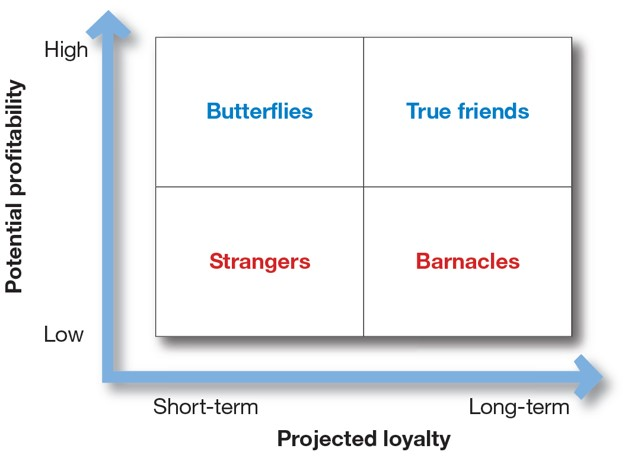 High
Butterflies
True friends
Potential profitability
Strangers
Barnacles
Low
Short-term
Long-term
Projected loyalty